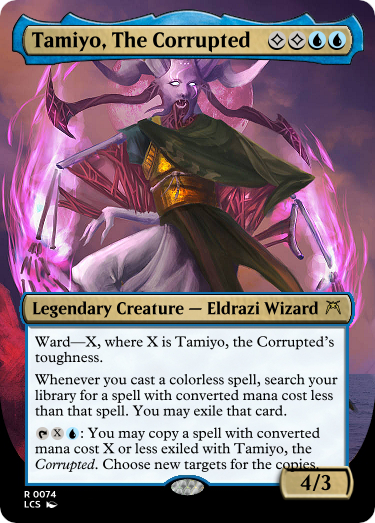 Tamiyo, The Corrupted
Legendary Creature — Eldrazi Wizard
Ward—X, where X is Tamiyo, the Corrupted's
toughness.
Whenever you cast a colorless spell, search your
library for a spell with converted mana cost less
than that spell. You may exile that card.
X : You may copy a spell with converted
mana cost X or less exiled with Tamiyo, the
Corrupted. Choose new targets for the copies.
4/3
R 0074
LCS